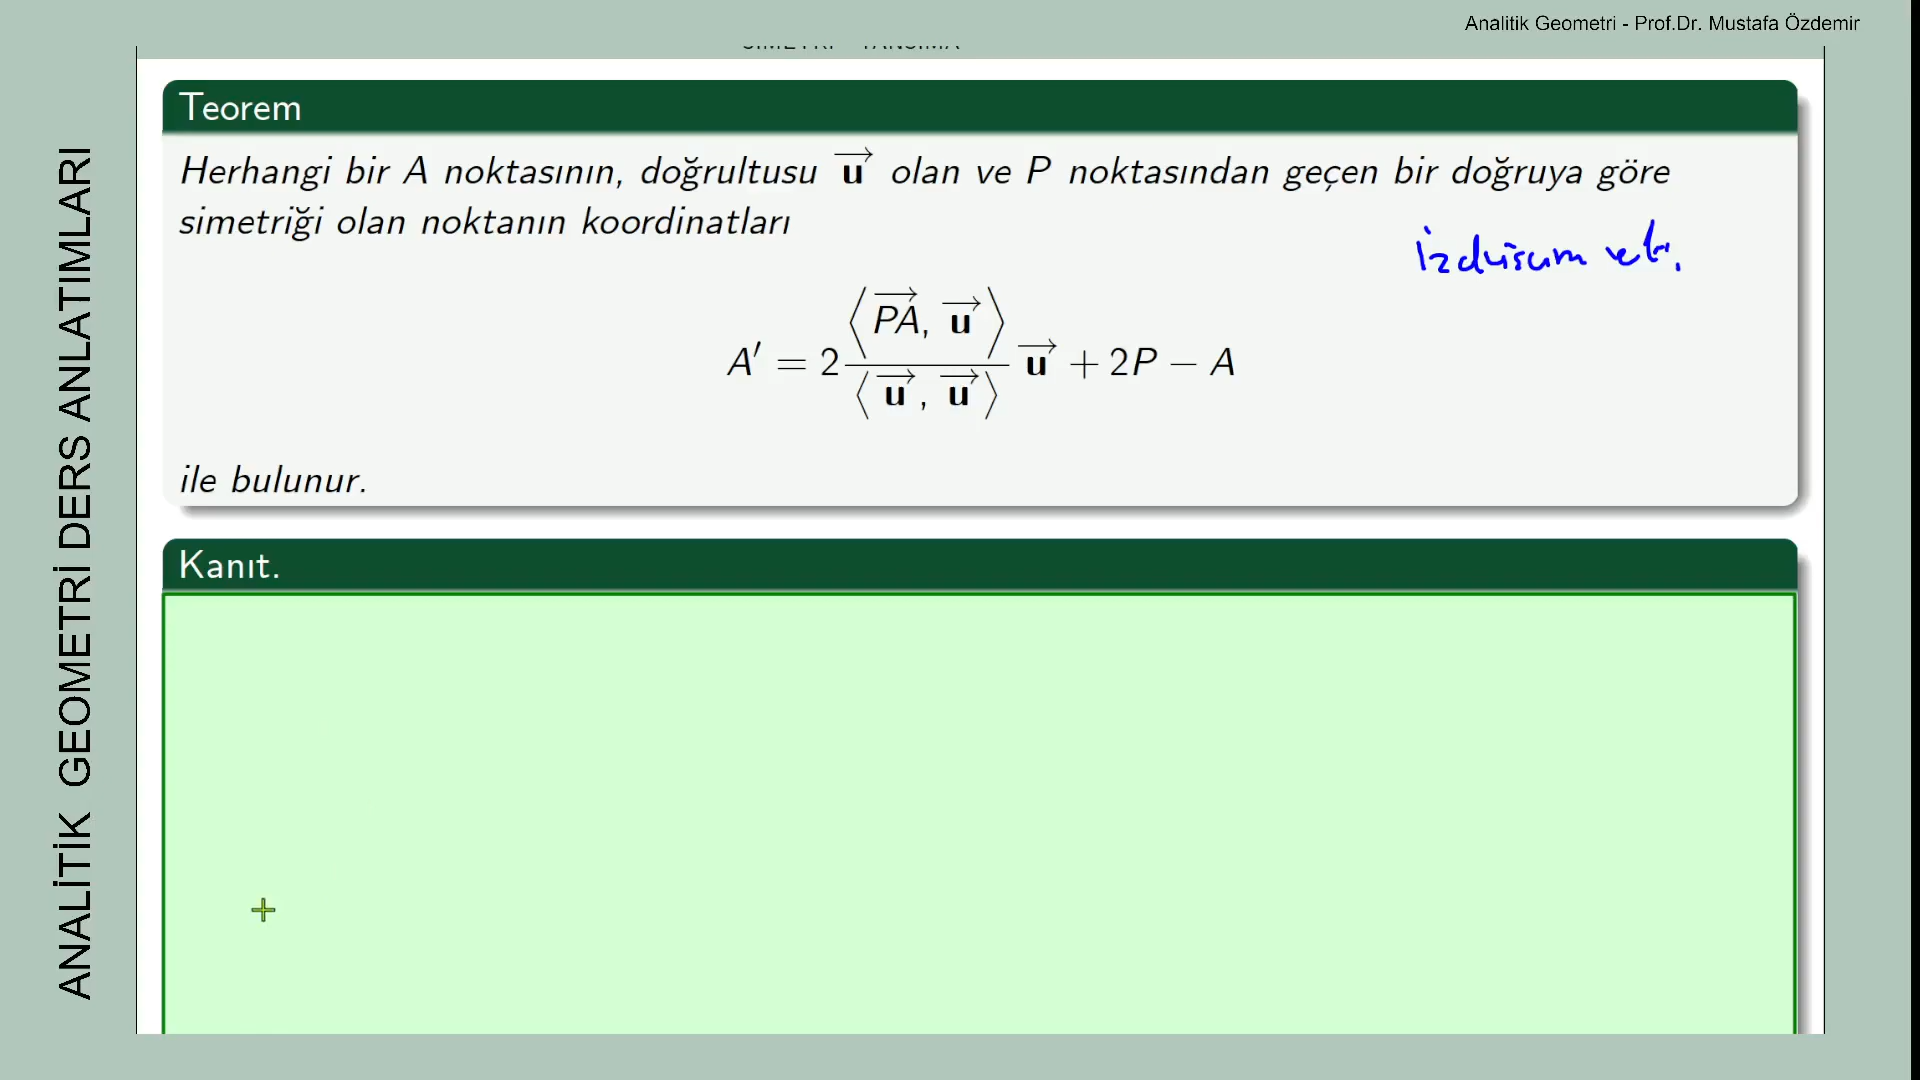 Analitik Geometri - Prof.Dr. Mustafa Özdemir
ANALİTİK GEOMETRİ DERS ANLATIMLARI
Teorem
Herhangi bir A noktasının, doğrultusu →u olan ve P noktasından geçen bir doğruya göre
simetriği olan noktanın koordinatları
İzdüşüm vek.
A′ = 2 ⟨→PA, →u⟩ / ⟨→u, →u⟩ →u + 2P − A
ile bulunur.
Kanıt.